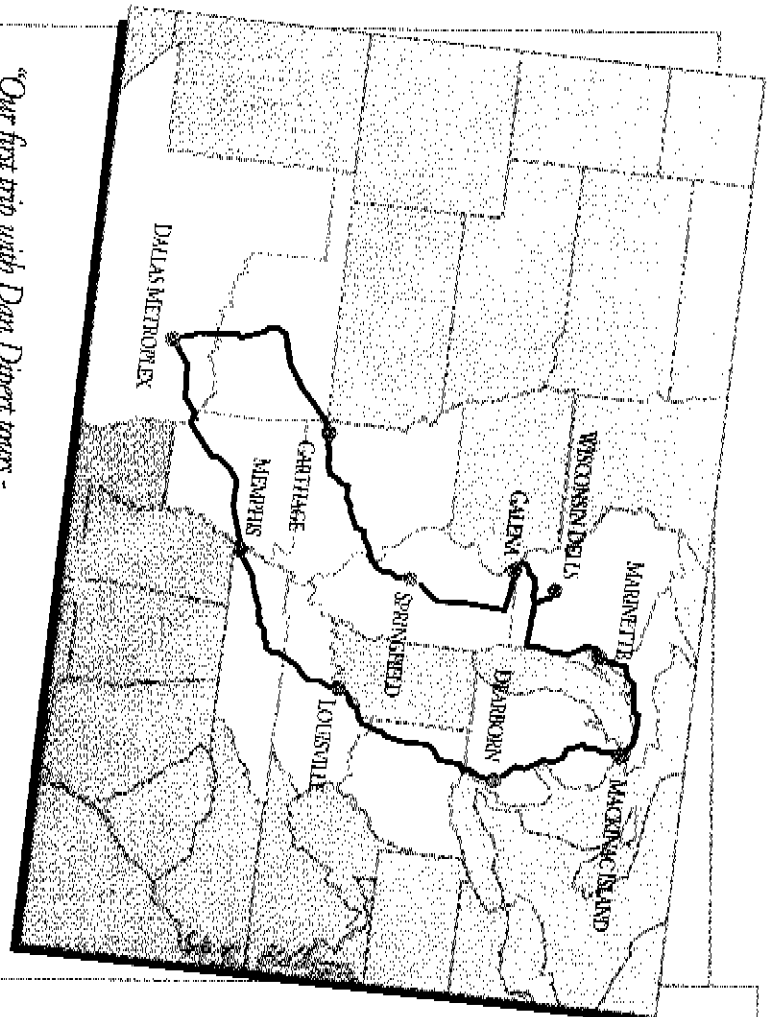 WISCONSIN DELLS
MARINETTE
MACKINAC ISLAND
GALENA
DEARBORN
SPRINGFIELD
CARTHAGE
LOUISVILLE
MEMPHIS
DALLAS METROPLEX
"Our first trip with Dan Dipert tours -